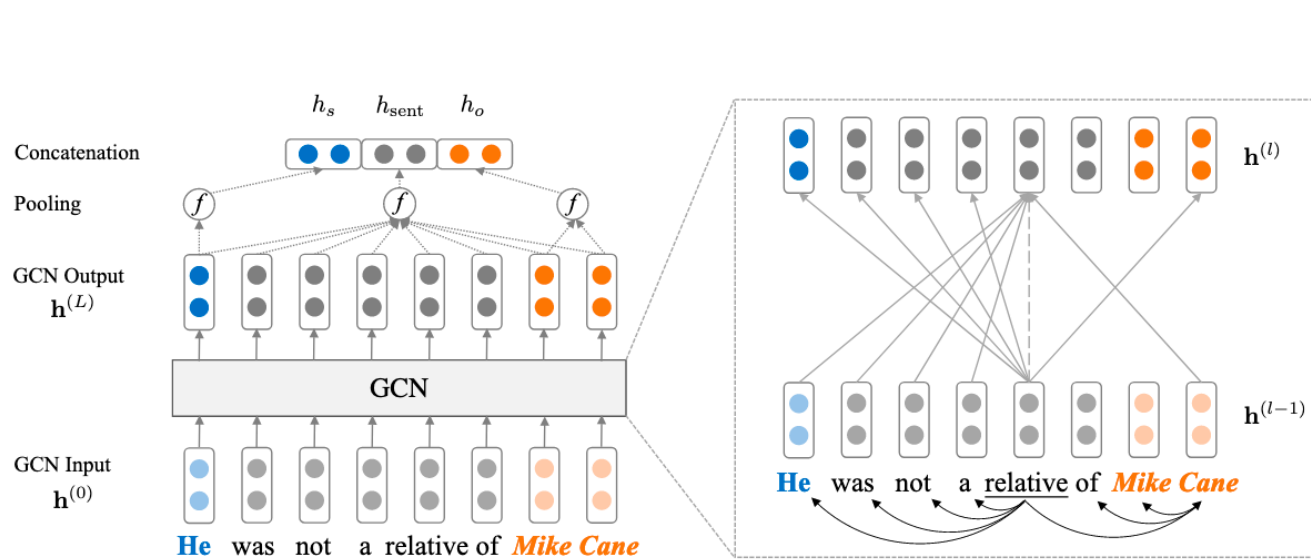 h_s h_sent h_o
Concatenation
Pooling
f f f
GCN Output
h^(L)
GCN
GCN Input
h^(0)
He was not a relative of Mike Cane
h^(l)
h^(l−1)
He was not a relative of Mike Cane